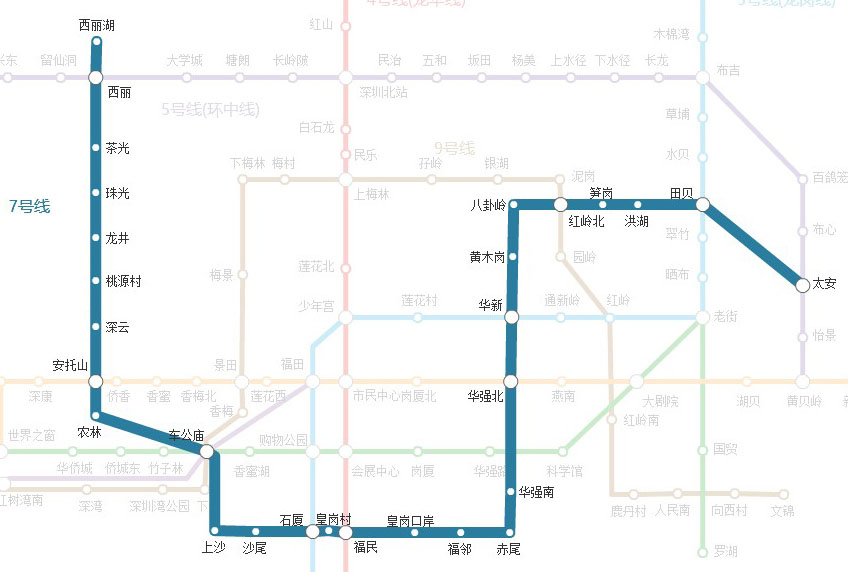 西丽湖
红山
4号线(龙华线)
木棉湾
留仙洞
大学城
塘朗
长岭陂
民治
五和
坂田
杨美
上水径
下水径
长龙
布吉
西丽
深圳北站
5号线(环中线)
草埔
白石龙
茶光
9号线
民乐
水贝
下梅林
梅村
孖岭
银湖
泥岗
百鸽笼
珠光
上梅林
笋岗
田贝
7号线
八卦岭
红岭北
洪湖
布心
龙井
翠竹
黄木岗
园岭
莲花北
梅景
桃源村
晒布
太安
莲花村
华新
通新岭
红岭
少年宫
老街
深云
怡景
安托山
景田
福田
深康
侨香
香蜜
香梅北
莲花西
市民中心
岗厦北
华强北
燕南
大剧院
湖贝
黄贝岭
香梅
农林
车公庙
世界之窗
购物公园
红岭南
华侨城
侨城东
竹子林
香蜜湖
会展中心
岗厦
华强路
科学馆
国贸
红树湾南
深湾
深圳湾公园
下
华强南
鹿丹村
人民南
向西村
文锦
石厦
皇岗村
皇岗口岸
上沙
沙尾
福民
福邻
赤尾
罗湖